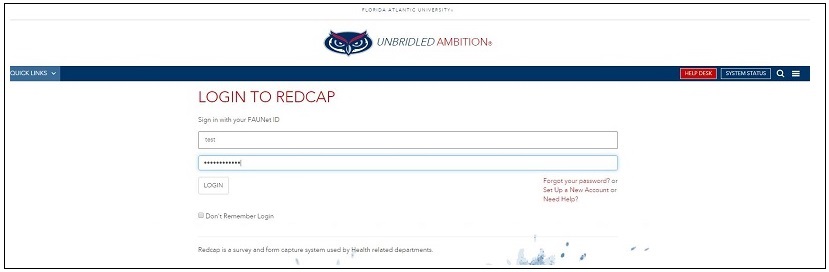 FLORIDA ATLANTIC UNIVERSITY®
UNBRIDLED AMBITION®
QUICK LINKS
HELP DESK
SYSTEM STATUS
LOGIN TO REDCAP
Sign in with your FAUNet ID
test
••••••••••••
LOGIN
Forgot your password? or
Set Up a New Account or
Need Help?
Don't Remember Login
Redcap is a survey and form capture system used by Health related departments.